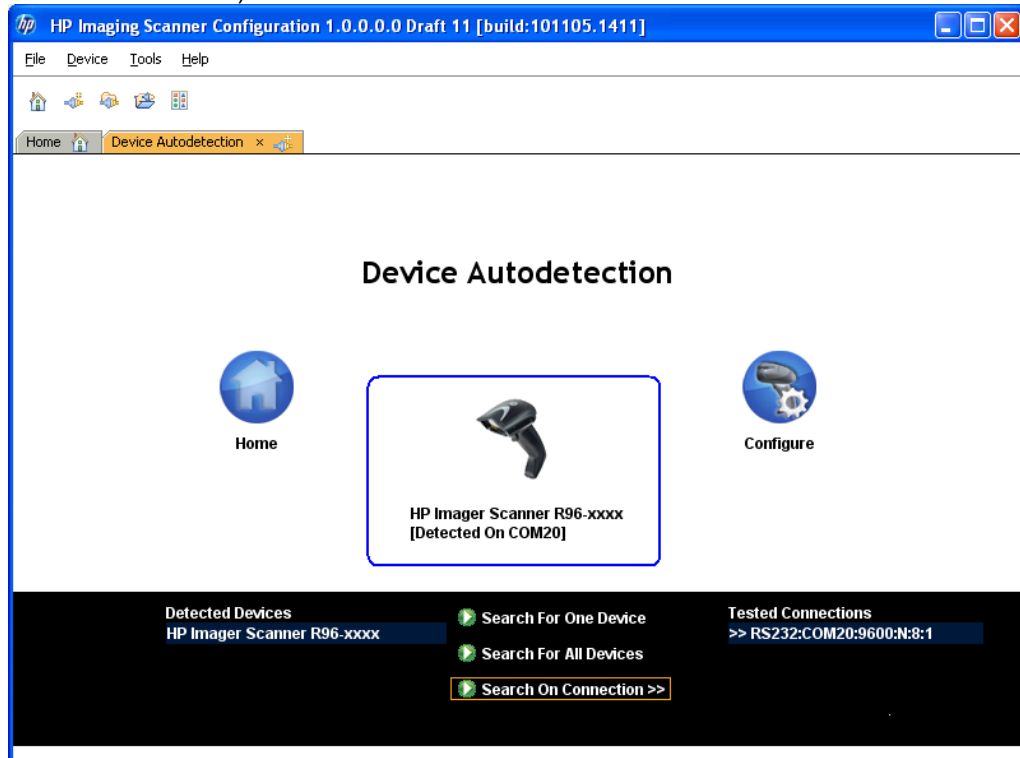 HP Imaging Scanner Configuration 1.0.0.0.0 Draft 11 [build:101105.1411]
File Device Tools Help
Home Device Autodetection
Device Autodetection
Home
Configure
HP Imager Scanner R96-xxxx
[Detected On COM20]
Detected Devices
HP Imager Scanner R96-xxxx
Search For One Device
Search For All Devices
Search On Connection >>
Tested Connections
>> RS232:COM20:9600:N:8:1